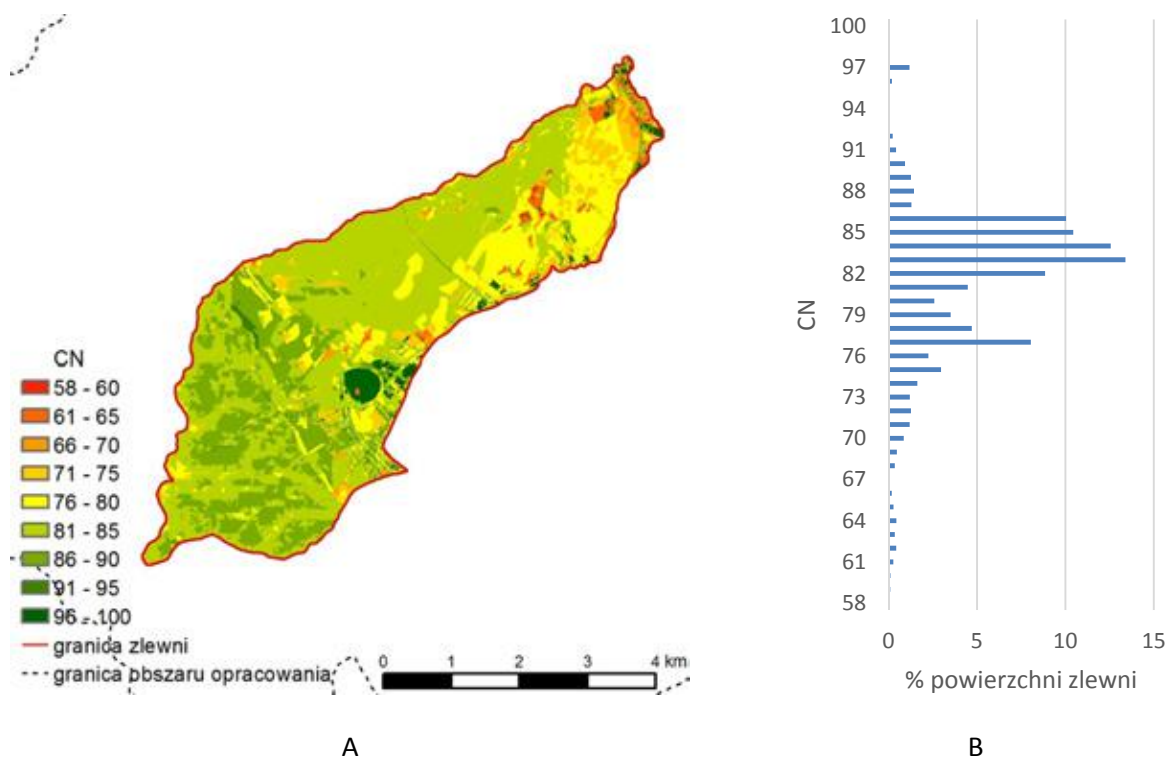 CN
58 - 60
61 - 65
66 - 70
71 - 75
76 - 80
81 - 85
86 - 90
91 - 95
96 - 100
granica zlewni
granica obszaru opracowania
0 1 2 3 4 km
A
100
97
94
91
88
85
82
79
76
73
70
67
64
61
58
CN
0 5 10 15
% powierzchni zlewni
B